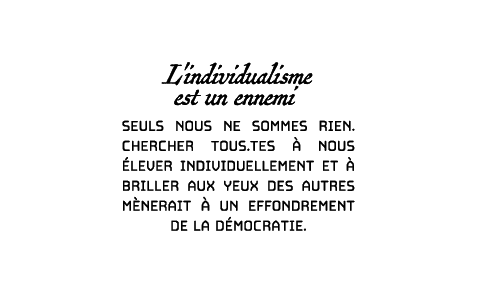 L'individualisme
est un ennemi
SEULS NOUS NE SOMMES RIEN.
CHERCHER TOUS.TES À NOUS
ÉLEVER INDIVIDUELLEMENT ET À
BRILLER AUX YEUX DES AUTRES
MÈNERAIT À UN EFFONDREMENT
DE LA DÉMOCRATIE.